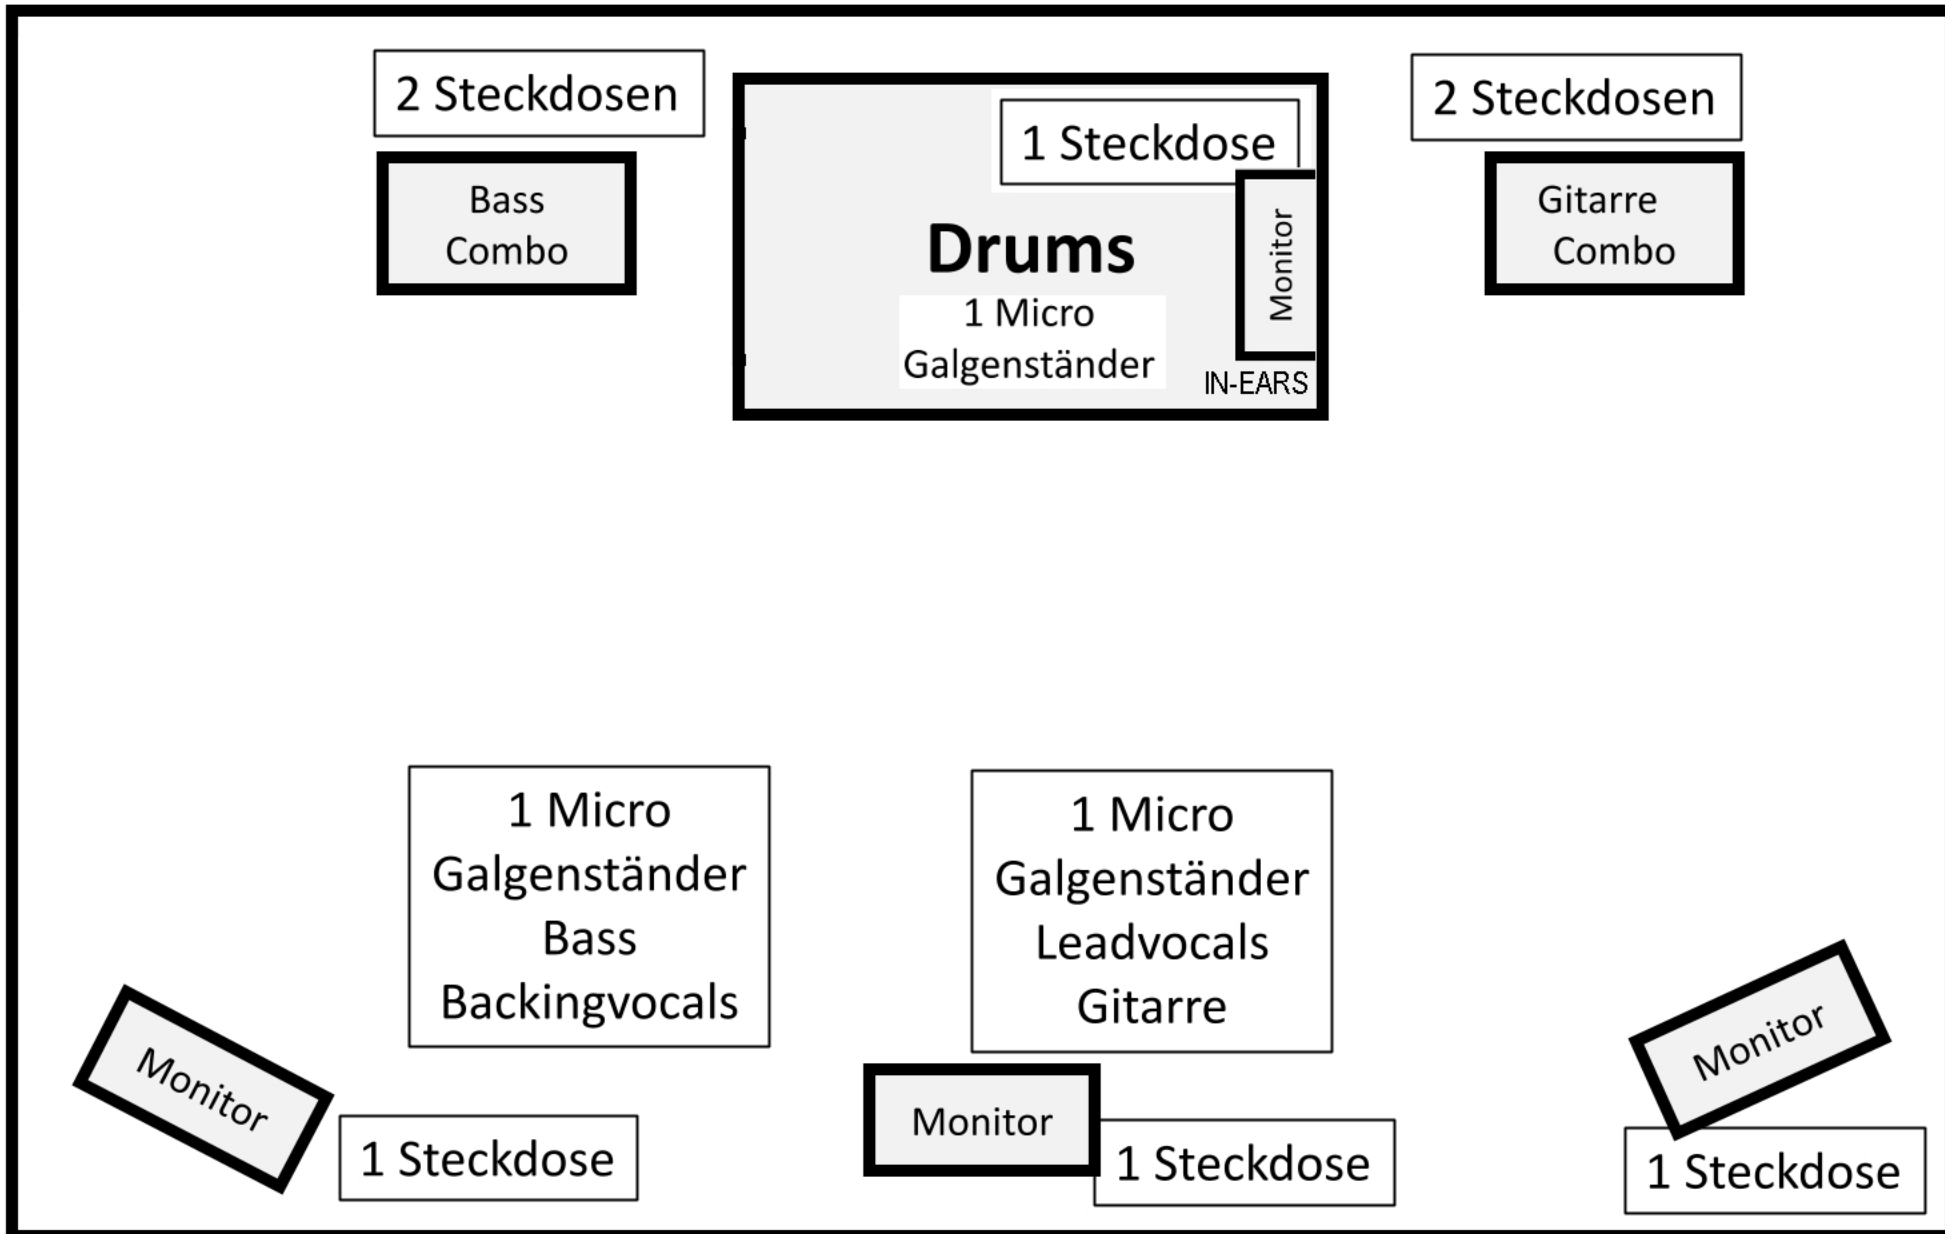 2 Steckdosen
1 Steckdose
2 Steckdosen
Bass
Combo
Drums
1 Micro
Galgenständer
Monitor
IN-EARS
Gitarre
Combo
1 Micro
Galgenständer
Bass
Backingvocals
1 Micro
Galgenständer
Leadvocals
Gitarre
Monitor
1 Steckdose
Monitor
1 Steckdose
Monitor
1 Steckdose